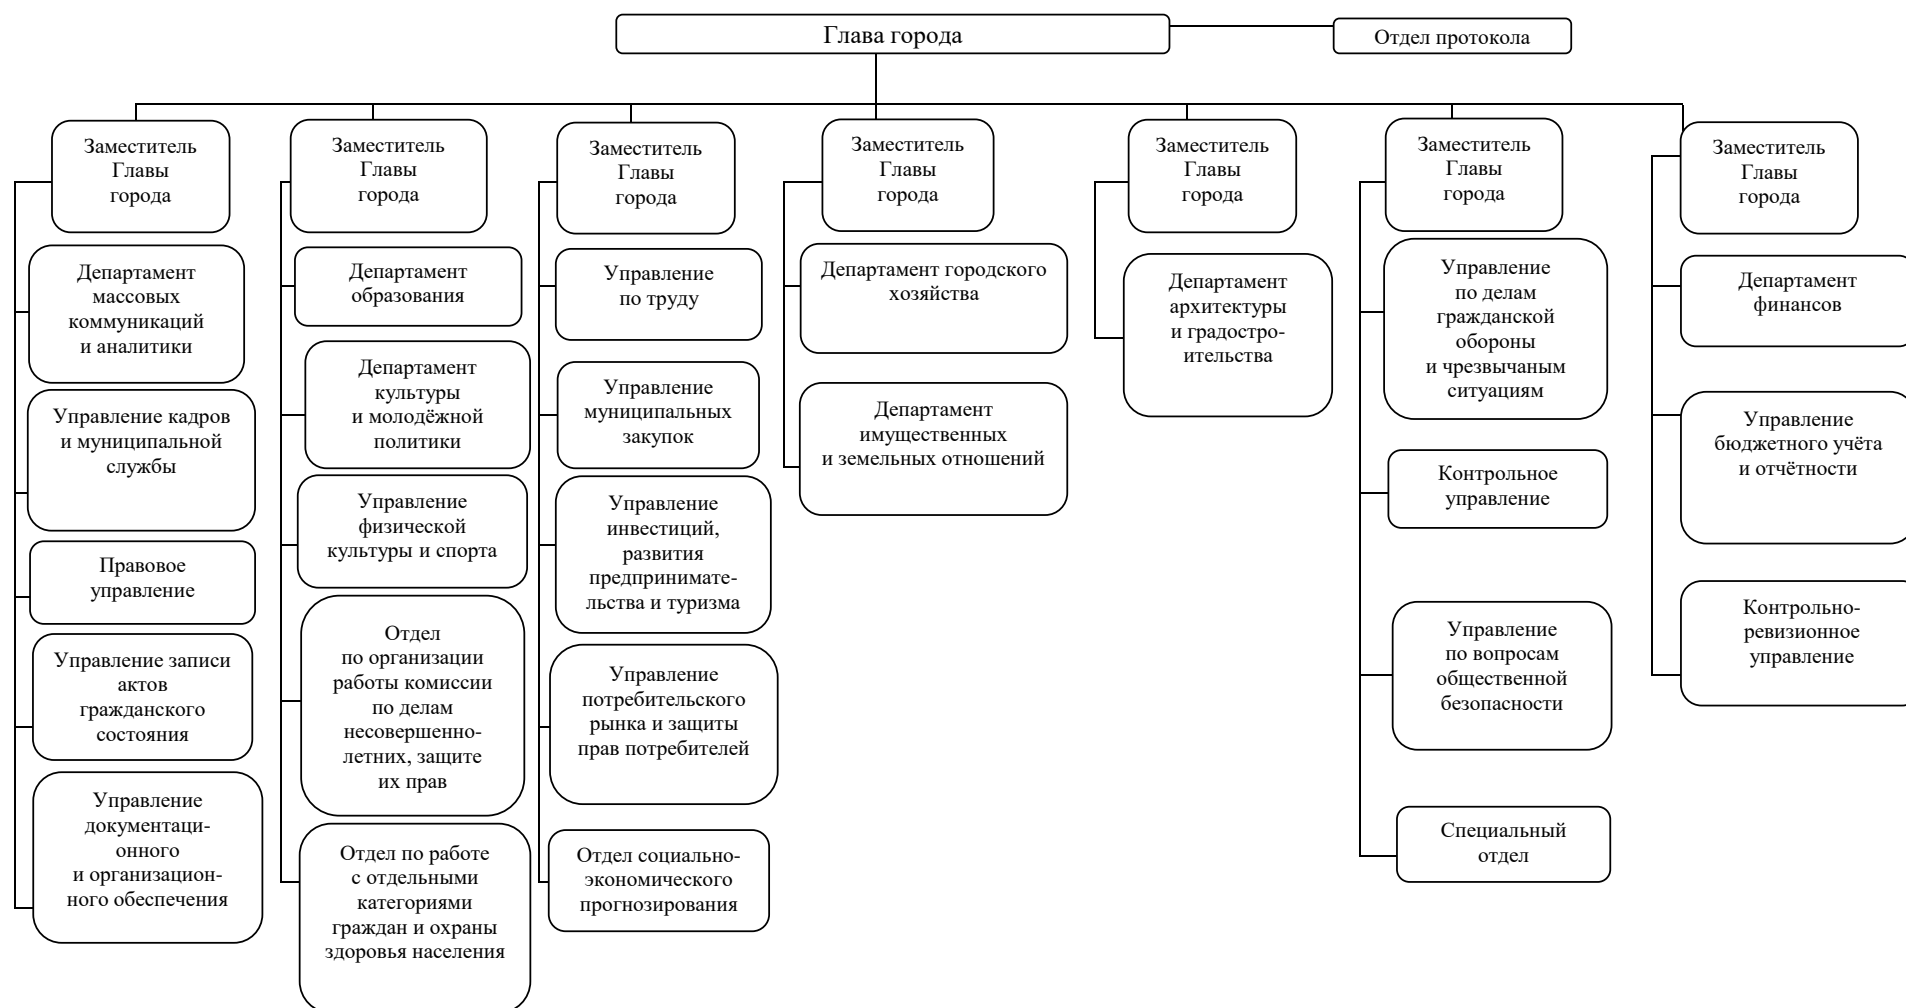 Глава города
Отдел протокола
Заместитель
Главы
города
Департамент
массовых
коммуникаций
и аналитики
Управление кадров
и муниципальной
службы
Правовое
управление
Управление записи
актов
гражданского
состояния
Управление
документаци-
онного
и организацион-
ного обеспечения
Заместитель
Главы
города
Департамент
образования
Департамент
культуры
и молодёжной
политики
Управление
физической
культуры и спорта
Отдел
по организации
работы комиссии
по делам
несовершенно-
летних, защите
их прав
Отдел по работе
с отдельными
категориями
граждан и охраны
здоровья населения
Заместитель
Главы
города
Управление
по труду
Управление
муниципальных
закупок
Управление
инвестиций,
развития
предпринимате-
льства и туризма
Управление
потребительского
рынка и защиты
прав потребителей
Отдел социально-
экономического
прогнозирования
Заместитель
Главы
города
Департамент городского
хозяйства
Департамент
имущественных
и земельных отношений
Заместитель
Главы
города
Департамент
архитектуры
и градостро-
ительства
Заместитель
Главы
города
Управление
по делам
гражданской
обороны
и чрезвычаным
ситуациям
Контрольное
управление
Управление
по вопросам
общественной
безопасности
Специальный
отдел
Заместитель
Главы
города
Департамент
финансов
Управление
бюджетного учёта
и отчётности
Контрольно-
ревизионное
управление